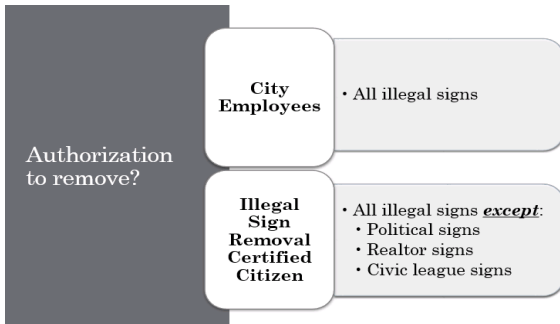 Authorization
to remove?
City
Employees
• All illegal signs
Illegal
Sign
Removal
Certified
Citizen
• All illegal signs except:
• Political signs
• Realtor signs
• Civic league signs